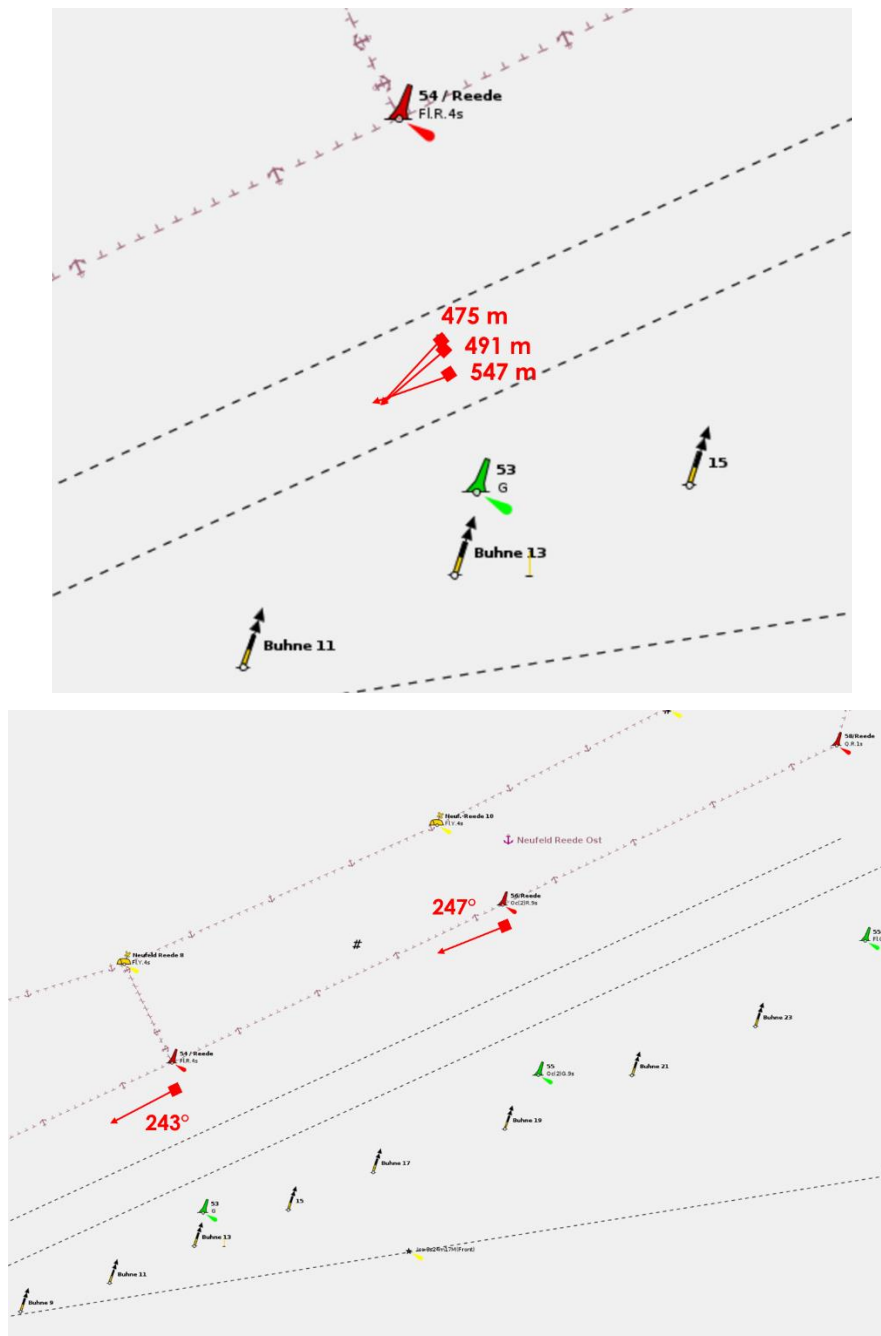 54 / Reede
Fl.R.4s
475 m
491 m
547 m
53
G
15
Buhne 13
Buhne 11
58/Reede
Q.R.1s
Neuf.-Reede 10
Fl.Y.4s
Neufeld Reede Ost
56/Reede
Oc(2)R.9s
247°
#
Neufeld Reede 8
Fl.Y.4s
Buhne 23
54 / Reede
Fl.R.4s
55
Oc(2)G.9s
Buhne 21
243°
Buhne 19
Buhne 17
15
53
G
Buhne 13
Buhne 11
Buhne 9